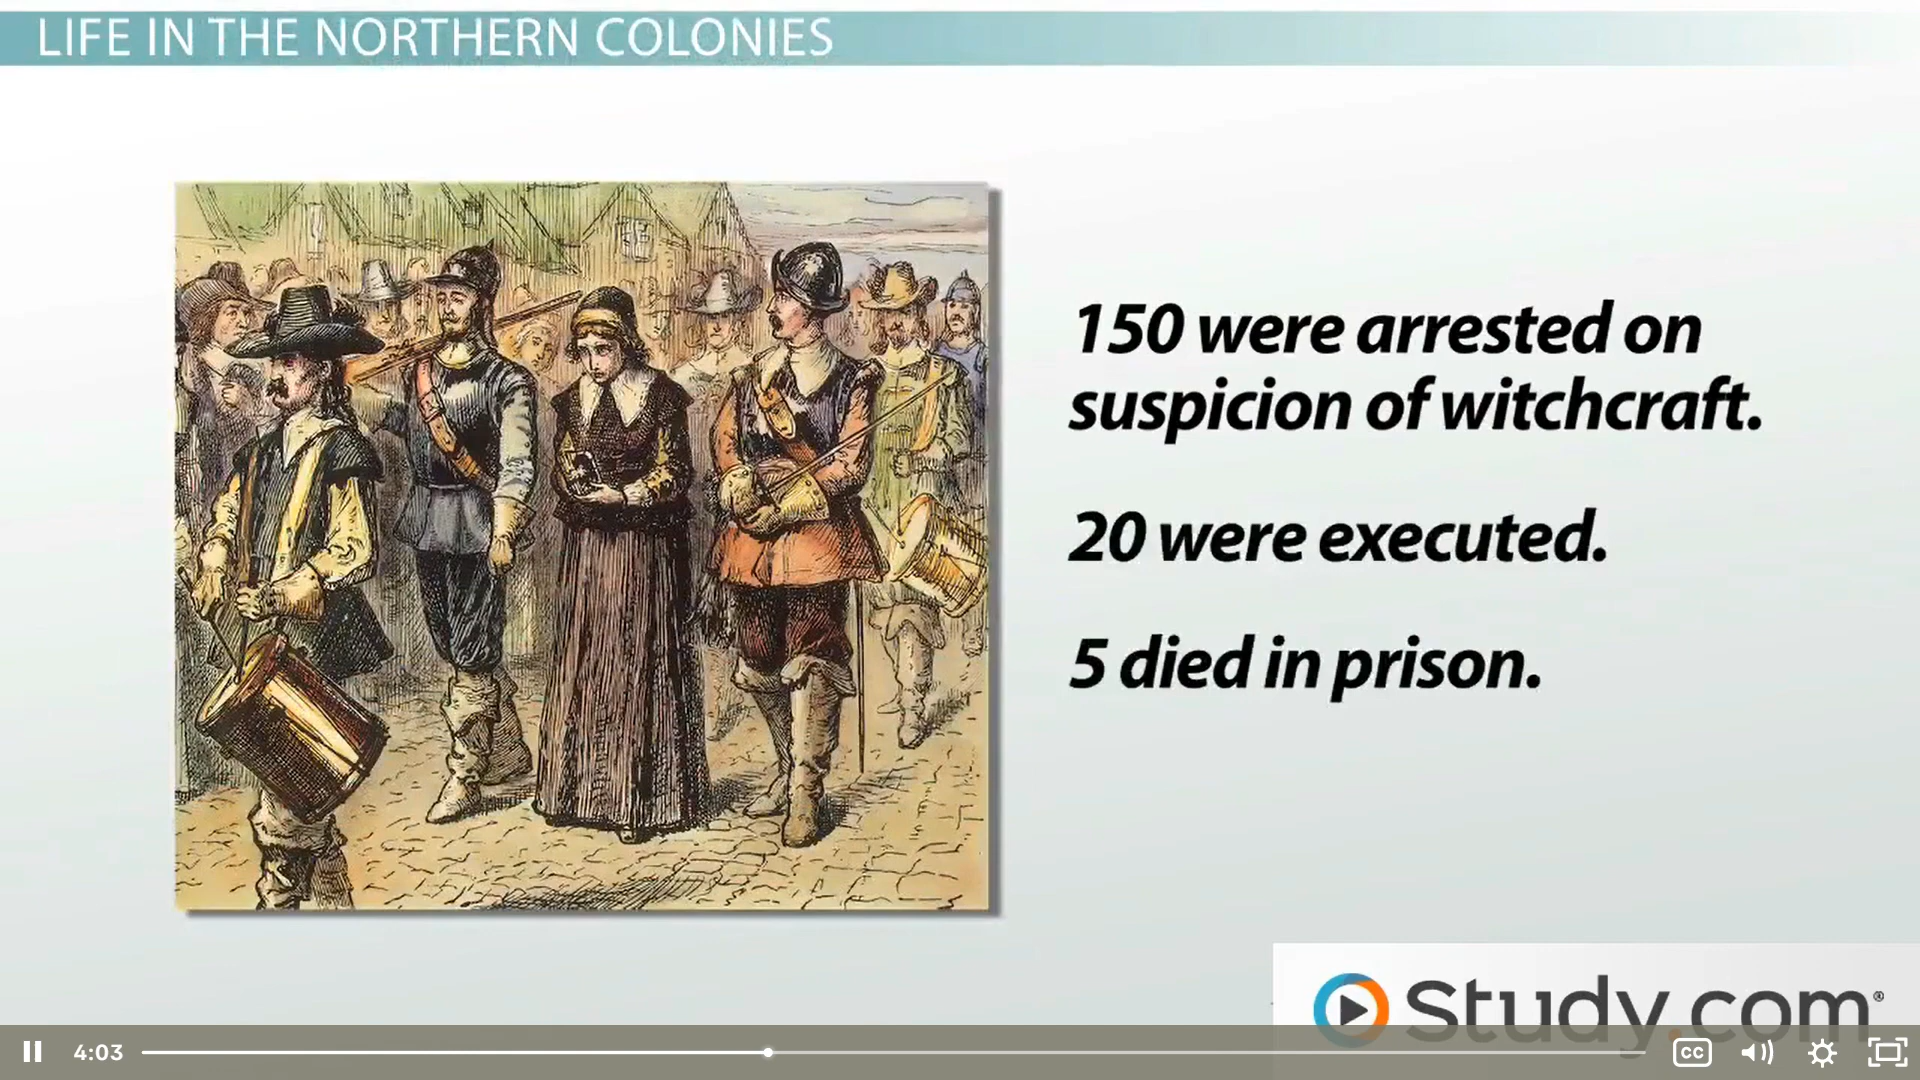 LIFE IN THE NORTHERN COLONIES
150 were arrested on
suspicion of witchcraft.
20 were executed.
5 died in prison.
Study.com®
4:03
CC